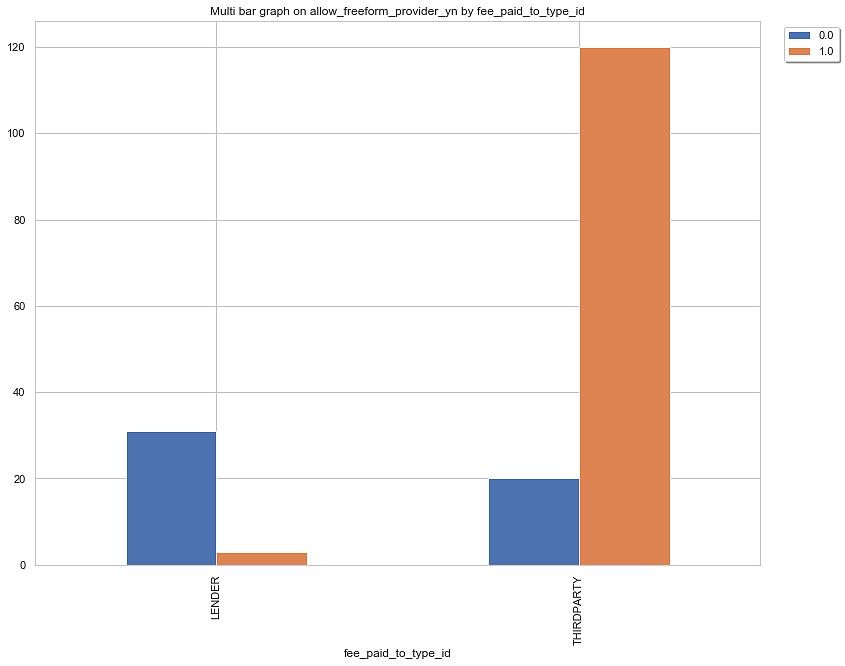 Multi bar graph on allow_freeform_provider_yn by fee_paid_to_type_id
0.0
1.0
120
100
80
60
40
20
0
LENDER
THIRDPARTY
fee_paid_to_type_id